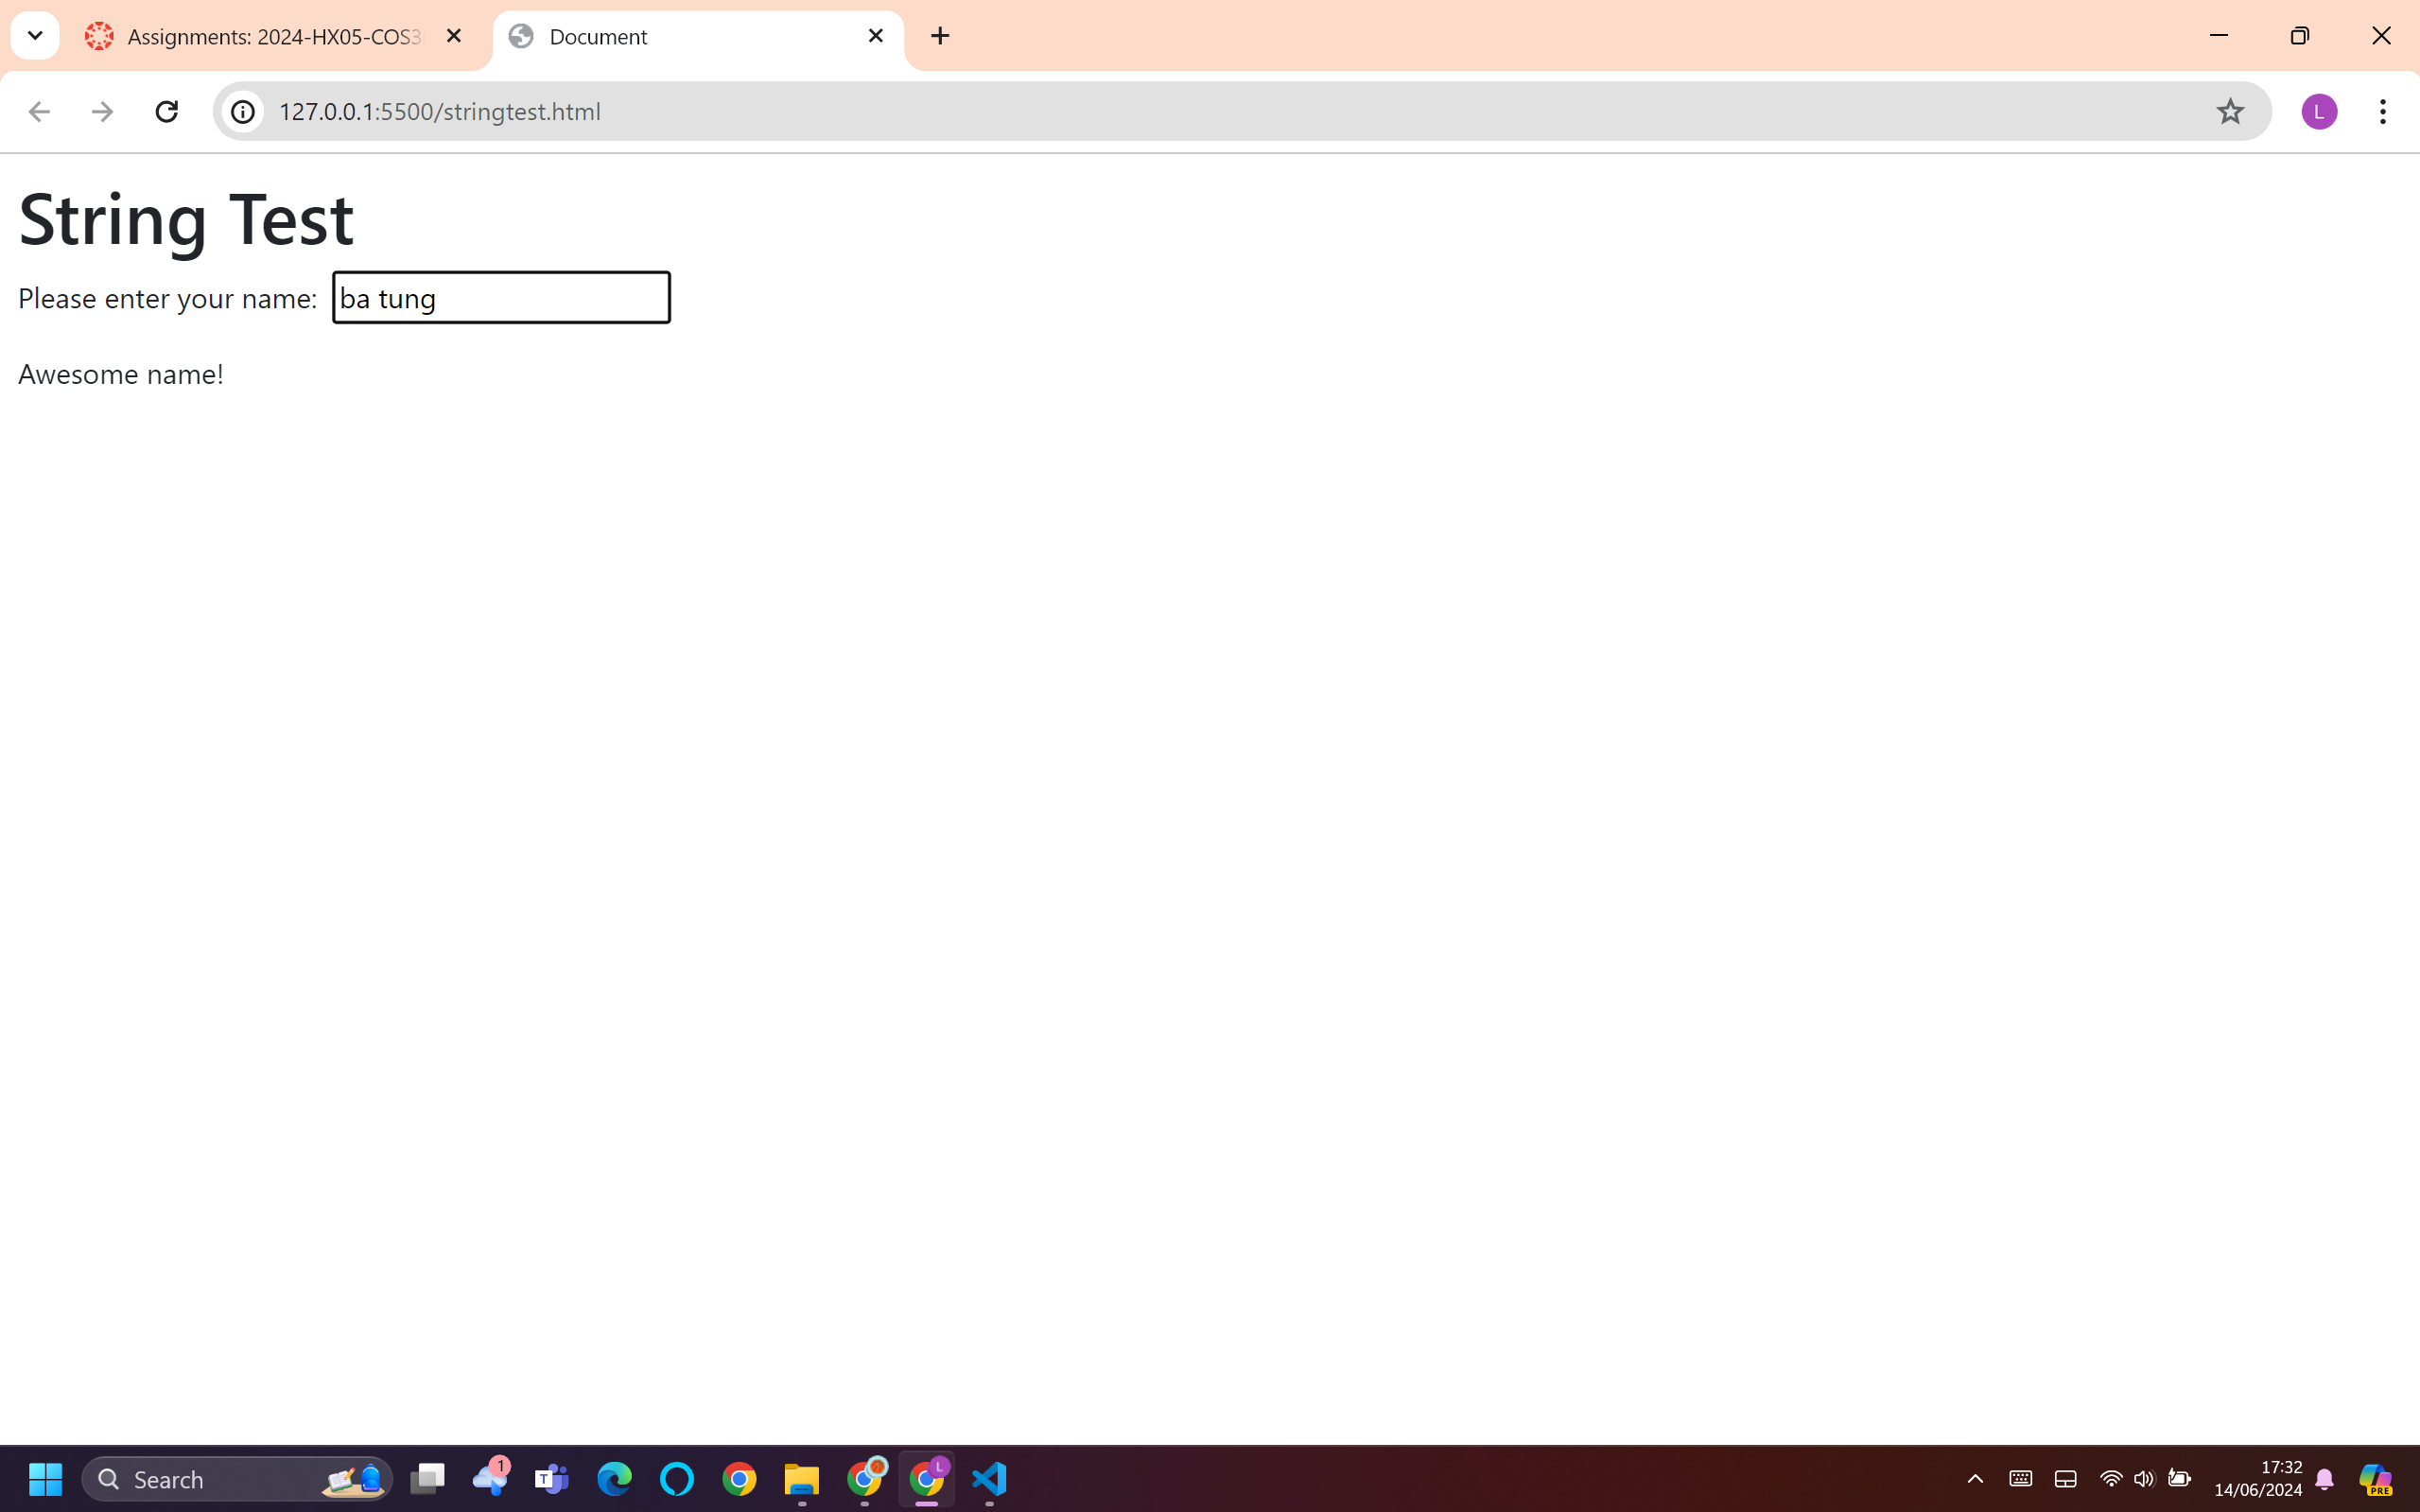 Assignments: 2024-HX05-COS3
Document
127.0.0.1:5500/stringtest.html
L
String Test
Please enter your name: ba tung
Awesome name!
Search
1
T
L
17:32
14/06/2024
PRE